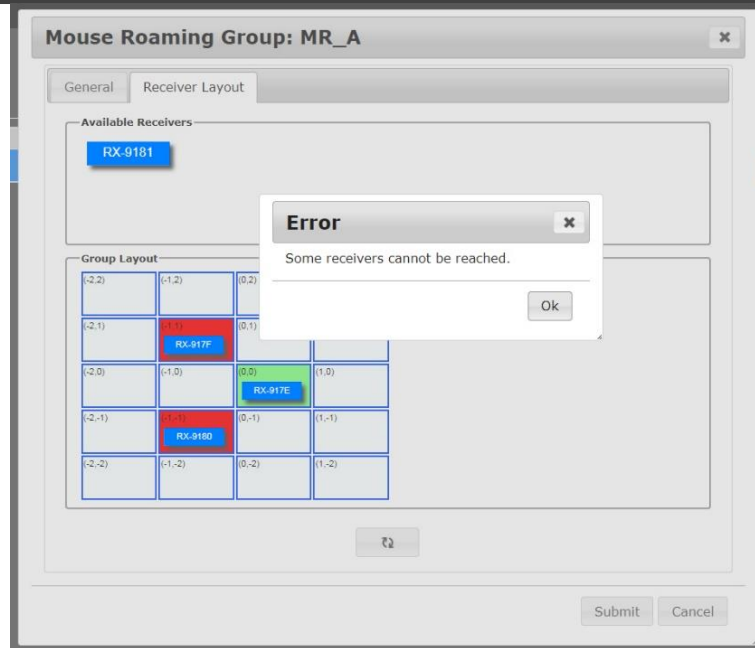 Mouse Roaming Group: MR_A
General Receiver Layout
Available Receivers
RX-9181
Error
Some receivers cannot be reached.
Ok
Group Layout
(-2,2) (-1,2) (0,2)
(-2,1) (-1,1) (0,1)
RX-917F
(-2,0) (-1,0) (0,0) (1,0)
RX-917E
(-2,-1) (-1,-1) (0,-1) (1,-1)
RX-9180
(-2,-2) (-1,-2) (0,-2) (1,-2)
Submit Cancel